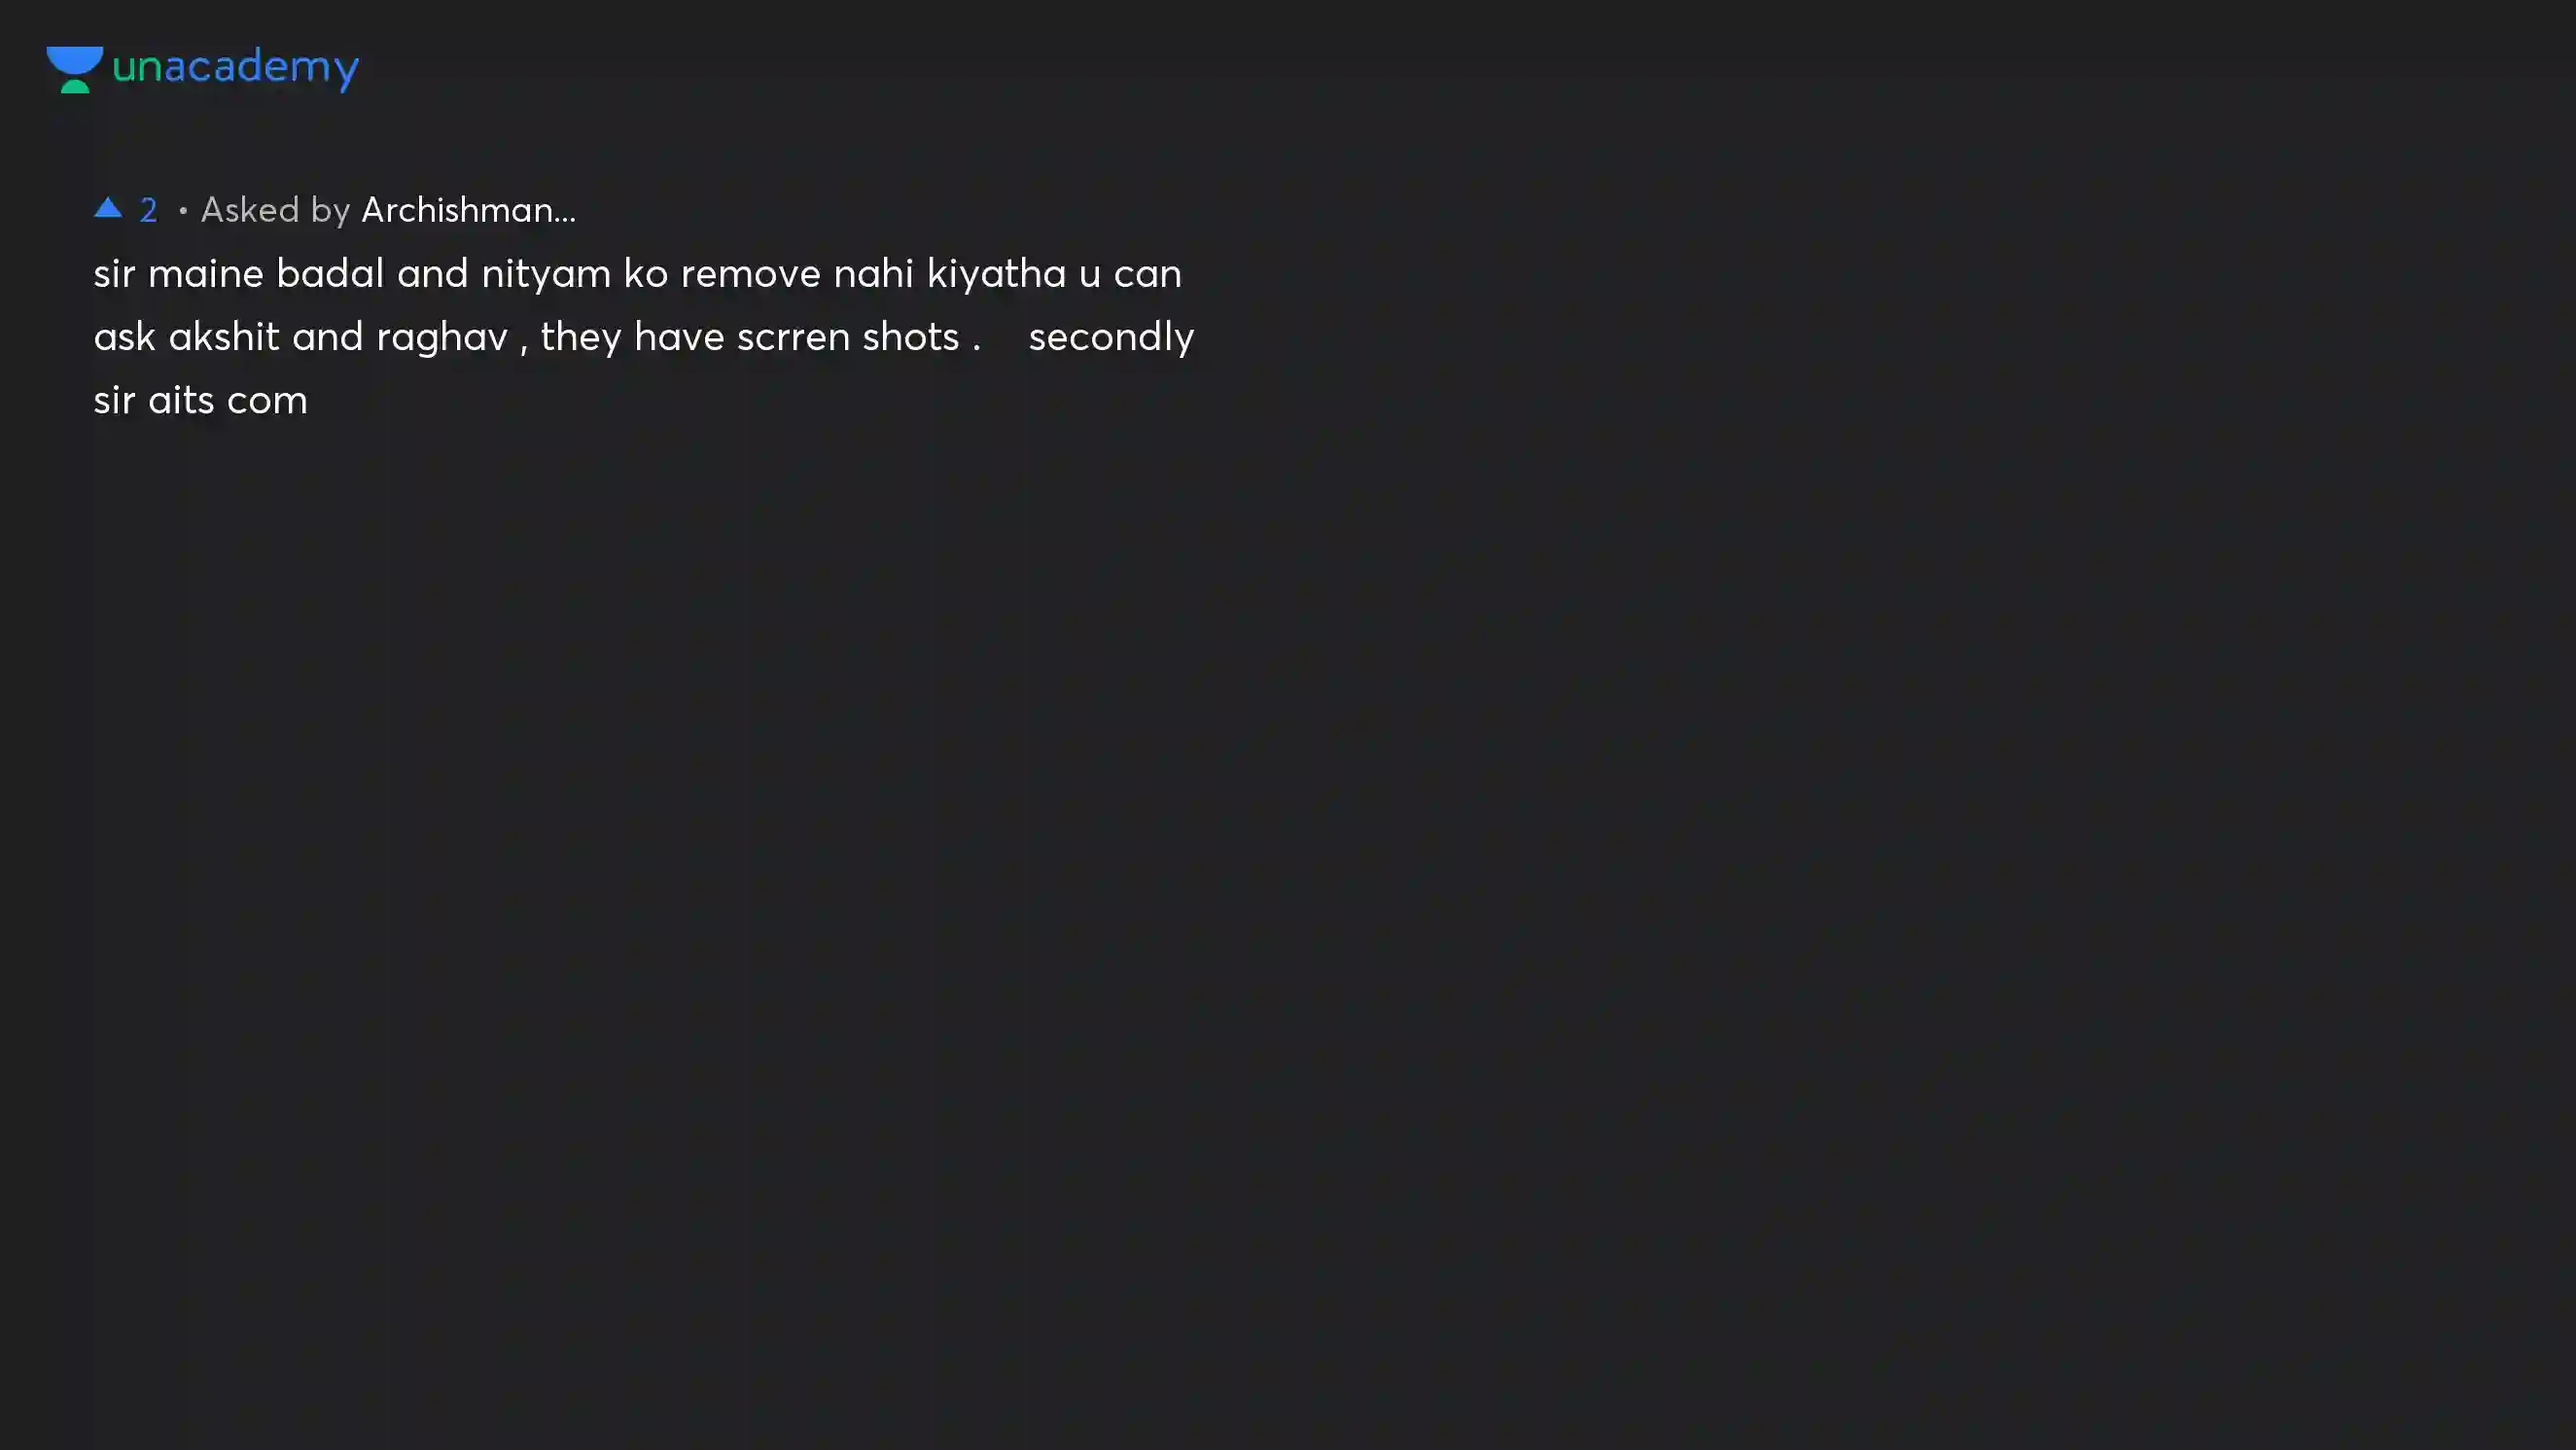 unacademy
2 • Asked by Archishman...
sir maine badal and nityam ko remove nahi kiyatha u can
ask akshit and raghav , they have scrren shots . secondly
sir aits com